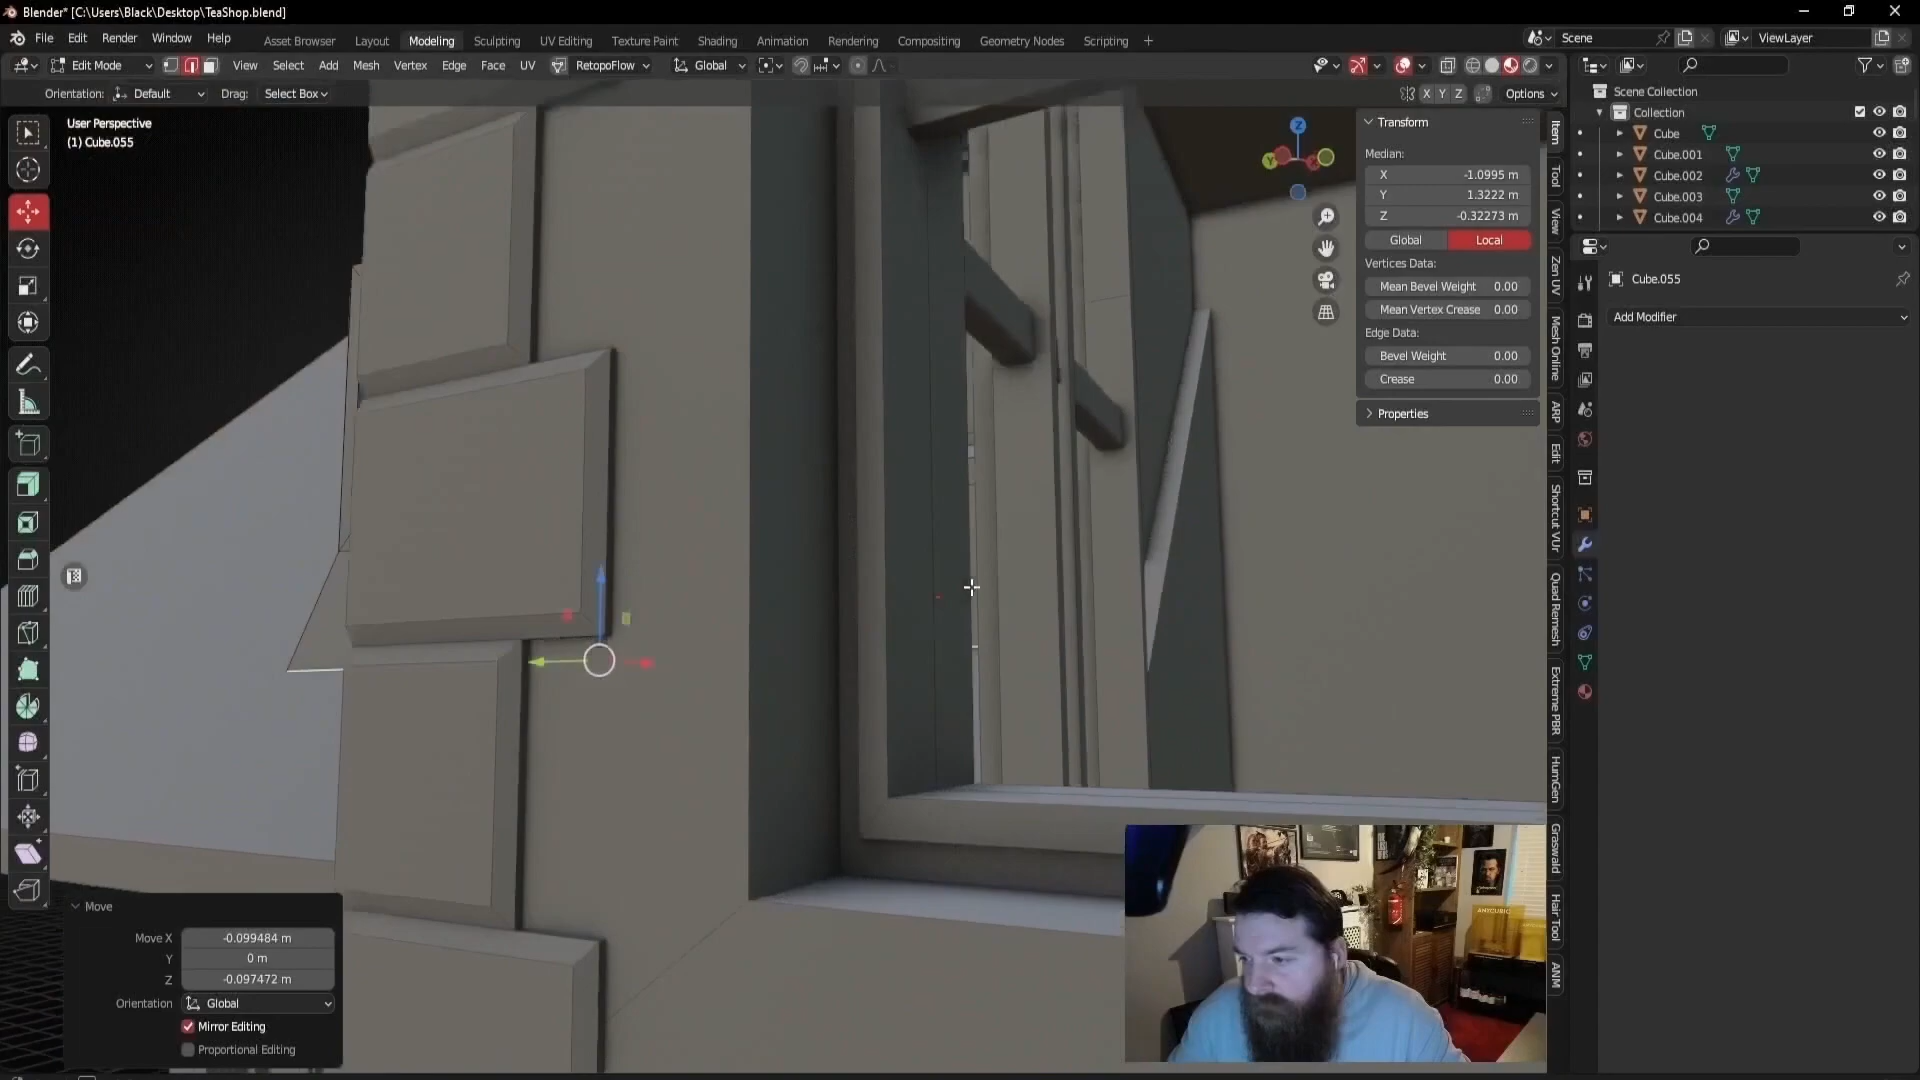 Blender* [C:\Users\Black\Desktop\TeaShop.blend]
File Edit Render Window Help Asset Browser Layout Modeling Sculpting UV Editing Texture Paint Shading Animation Rendering Compositing Geometry Nodes Scripting +
Scene
ViewLayer
Edit Mode View Select Add Mesh Vertex Edge Face UV RetopoFlow Global
Orientation: Default Drag: Select Box
X Y Z Options
User Perspective
(1) Cube.055
Z
Y
X
Transform
Median:
X -1.0995 m
Y 1.3222 m
Z -0.32273 m
Global Local
Vertices Data:
Mean Bevel Weight 0.00
Mean Vertex Crease 0.00
Edge Data:
Bevel Weight 0.00
Crease 0.00
Properties
Item
Tool
View
Zen UV
Mesh Online
ARP
Edit
Shortcut VUr
Quad Remesh
Extreme PBR
HumGen
Graswald
Hair Tool
ANM
Scene Collection
Collection
Cube
Cube.001
Cube.002
Cube.003
Cube.004
Cube.055
Add Modifier
Move
Move X -0.099484 m
Y 0 m
Z -0.097472 m
Orientation Global
Mirror Editing
Proportional Editing
ANYCUBIC